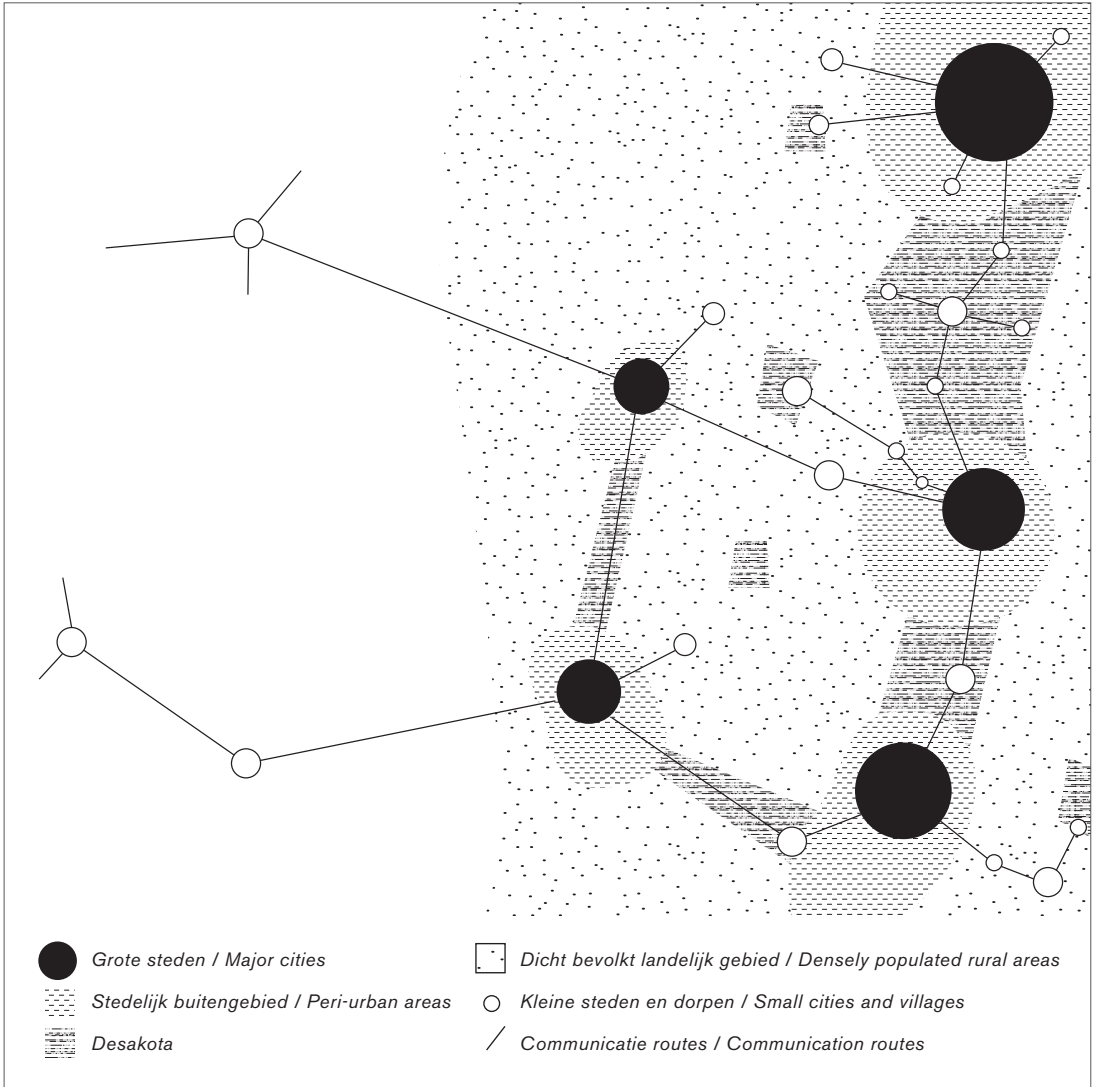 Grote steden / Major cities
Stedelijk buitengebied / Peri-urban areas
Desakota
Dicht bevolkt landelijk gebied / Densely populated rural areas
Kleine steden en dorpen / Small cities and villages
Communicatie routes / Communication routes